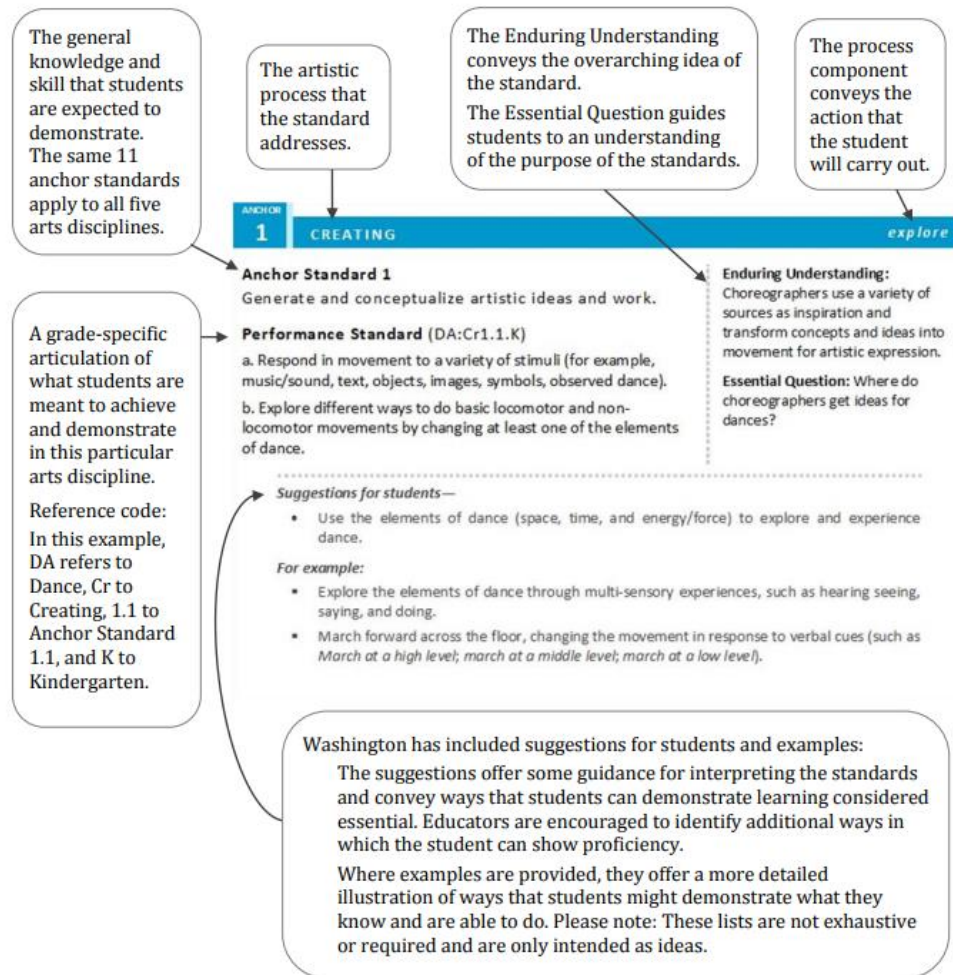 The general
knowledge and
skill that students
are expected to
demonstrate.
The same 11
anchor standards
apply to all five
arts disciplines.
The artistic
process that
the standard
addresses.
The Enduring Understanding
conveys the overarching idea of
the standard.
The Essential Question guides
students to an understanding
of the purpose of the standards.
The process
component
conveys the
action that
the student
will carry out.
ANCHOR
1
CREATING
explore
Anchor Standard 1
Generate and conceptualize artistic ideas and work.
Performance Standard (DA:Cr1.1.K)
a. Respond in movement to a variety of stimuli (for example,
music/sound, text, objects, images, symbols, observed dance).
b. Explore different ways to do basic locomotor and non-
locomotor movements by changing at least one of the elements
of dance.
Enduring Understanding:
Choreographers use a variety of
sources as inspiration and
transform concepts and ideas into
movement for artistic expression.
Essential Question: Where do
choreographers get ideas for
dances?
A grade-specific
articulation of
what students are
meant to achieve
and demonstrate
in this particular
arts discipline.
Reference code:
In this example,
DA refers to
Dance, Cr to
Creating, 1.1 to
Anchor Standard
1.1, and K to
Kindergarten.
Suggestions for students—
• Use the elements of dance (space, time, and energy/force) to explore and experience
dance.
For example:
▪ Explore the elements of dance through multi-sensory experiences, such as hearing seeing,
saying, and doing.
▪ March forward across the floor, changing the movement in response to verbal cues (such as
March at a high level; march at a middle level; march at a low level).
Washington has included suggestions for students and examples:
The suggestions offer some guidance for interpreting the standards
and convey ways that students can demonstrate learning considered
essential. Educators are encouraged to identify additional ways in
which the student can show proficiency.
Where examples are provided, they offer a more detailed
illustration of ways that students might demonstrate what they
know and are able to do. Please note: These lists are not exhaustive
or required and are only intended as ideas.